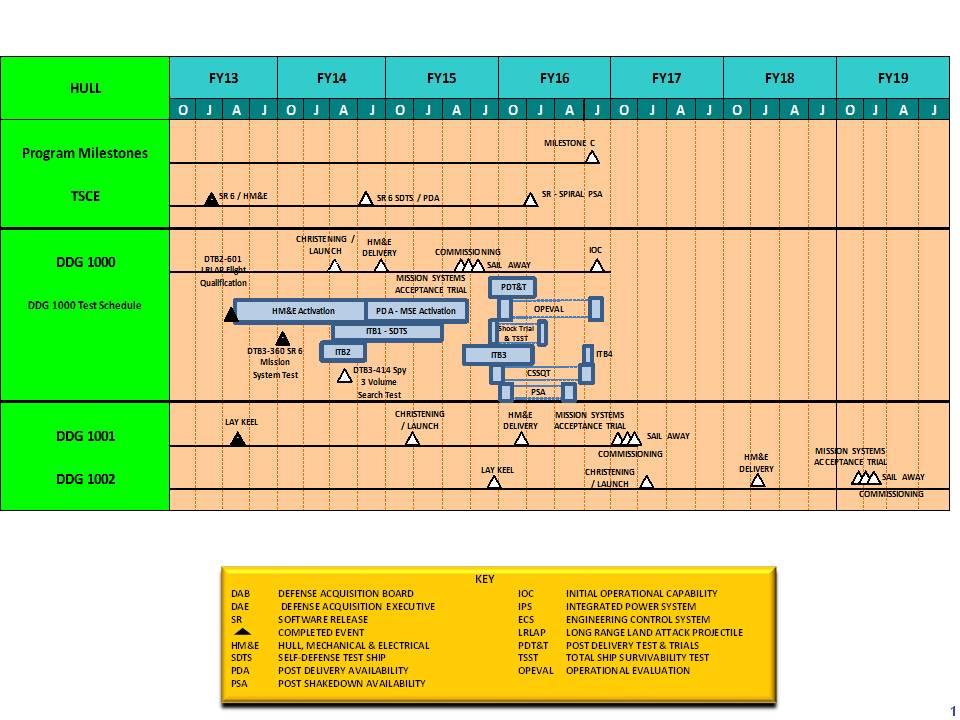 HULL
FY13 FY14 FY15 FY16 FY17 FY18 FY19
O J A J O J A J O J A J O J A J O J A J O J A J O J A J
Program Milestones
MILESTONE C
TSCE
SR 6 / HM&E
SR 6 SDTS / PDA
SR - SPIRAL PSA
DDG 1000
DTB2-601
LRLAP Flight
Qualification
CHRISTENING /
LAUNCH
HM&E
DELIVERY
COMMISSIONING
SAIL AWAY
MISSION SYSTEMS
ACCEPTANCE TRIAL
IOC
DDG 1000 Test Schedule
PDT&T
HM&E Activation
PDA - MSE Activation
OPEVAL
ITB1 - SDTS
Shock Trial
& TSST
DTB3-360 SR 6
Mission
System Test
ITB2
ITB3
ITB4
DTB3-414 Spy
3 Volume
Search Test
CSSQT
PSA
DDG 1001
LAY KEEL
CHRISTENING
/ LAUNCH
HM&E
DELIVERY
MISSION SYSTEMS
ACCEPTANCE TRIAL
SAIL AWAY
COMMISSIONING
DDG 1002
LAY KEEL
CHRISTENING
/ LAUNCH
HM&E
DELIVERY
MISSION SYSTEMS
ACCEPTANCE TRIAL
SAIL AWAY
COMMISSIONING
KEY
DAB DEFENSE ACQUISITION BOARD
DAE DEFENSE ACQUISITION EXECUTIVE
SR SOFTWARE RELEASE
COMPLETED EVENT
HM&E HULL, MECHANICAL & ELECTRICAL
SDTS SELF-DEFENSE TEST SHIP
PDA POST DELIVERY AVAILABILITY
PSA POST SHAKEDOWN AVAILABILITY
IOC INITIAL OPERATIONAL CAPABILITY
IPS INTEGRATED POWER SYSTEM
ECS ENGINEERING CONTROL SYSTEM
LRLAP LONG RANGE LAND ATTACK PROJECTILE
PDT&T POST DELIVERY TEST & TRIALS
TSST TOTAL SHIP SURVIVABILITY TEST
OPEVAL OPERATIONAL EVALUATION
1